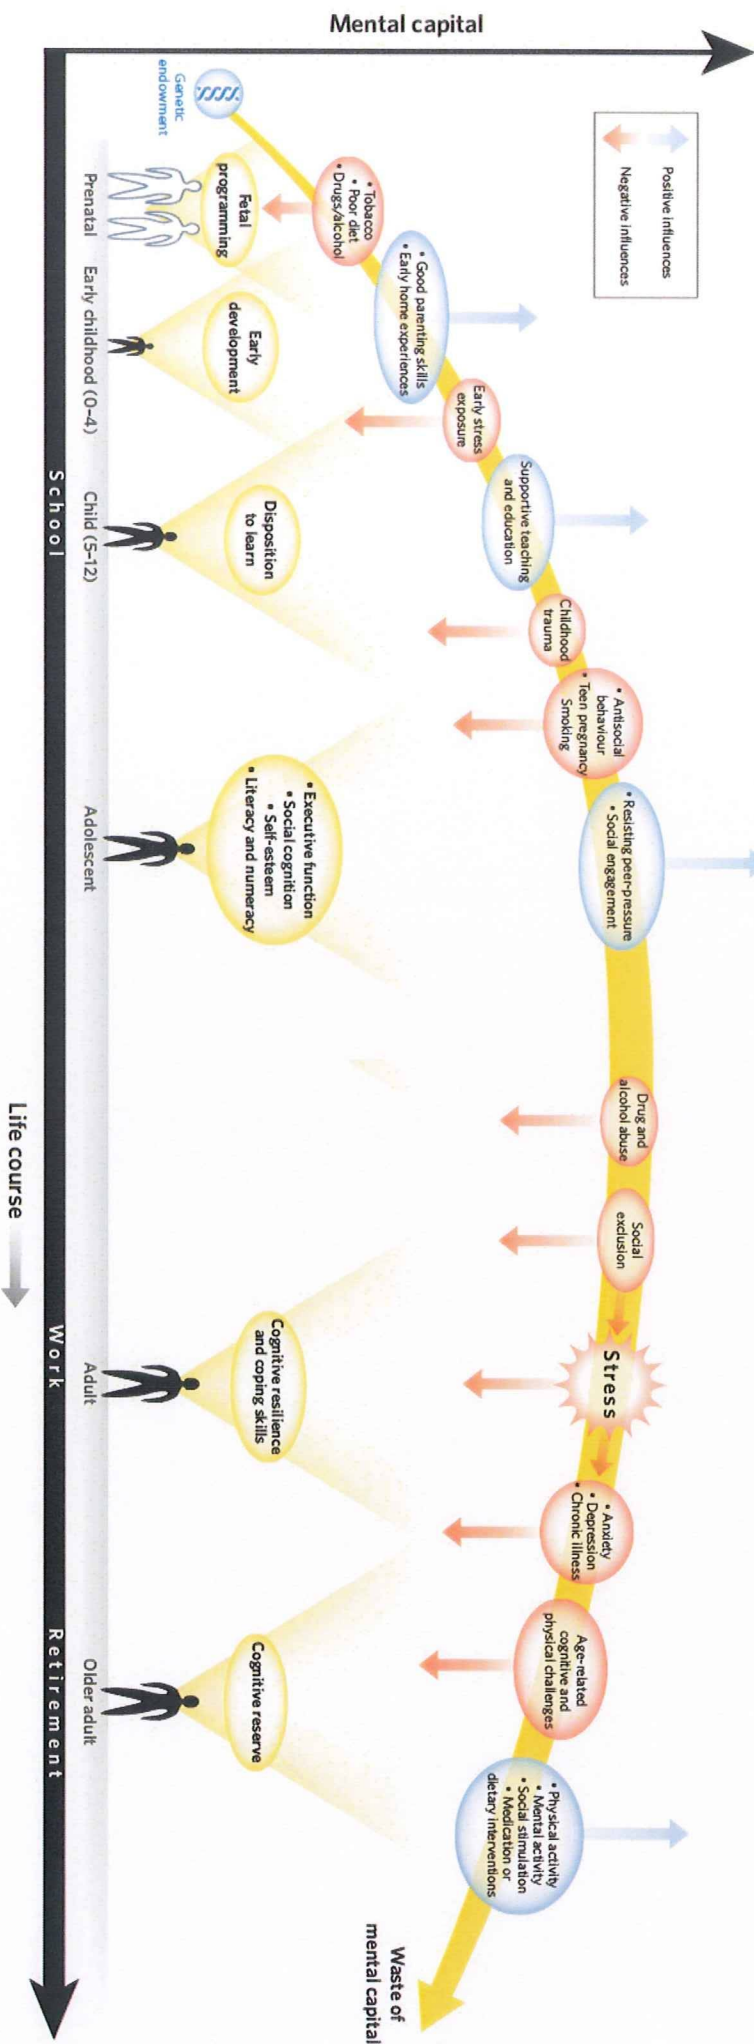 Mental capital
Positive influences
Negative influences
Genetic
endowment
• Tobacco
• Poor diet
• Drugs/alcohol
Fetal
programming
Prenatal
• Good parenting skills
• Early home experiences
Early
development
Early childhood (0–4)
Early stress
exposure
Supportive teaching
and education
Disposition
to learn
Child (5–12)
School
Childhood
trauma
• Antisocial
behaviour
• Teen pregnancy
Smoking
• Resisting peer-pressure
• Social engagement
• Executive function
• Social cognition
• Self-esteem
• Literacy and numeracy
Adolescent
Drug and
alcohol abuse
Social
exclusion
Stress
Cognitive resilience
and coping skills
Adult
Work
Life course
• Anxiety
• Depression
• Chronic illness
Age-related
cognitive and
physical challenges
Cognitive reserve
Older adult
Retirement
• Physical activity
• Mental activity
• Social stimulation
• Medication or
dietary interventions
Waste of
mental capital